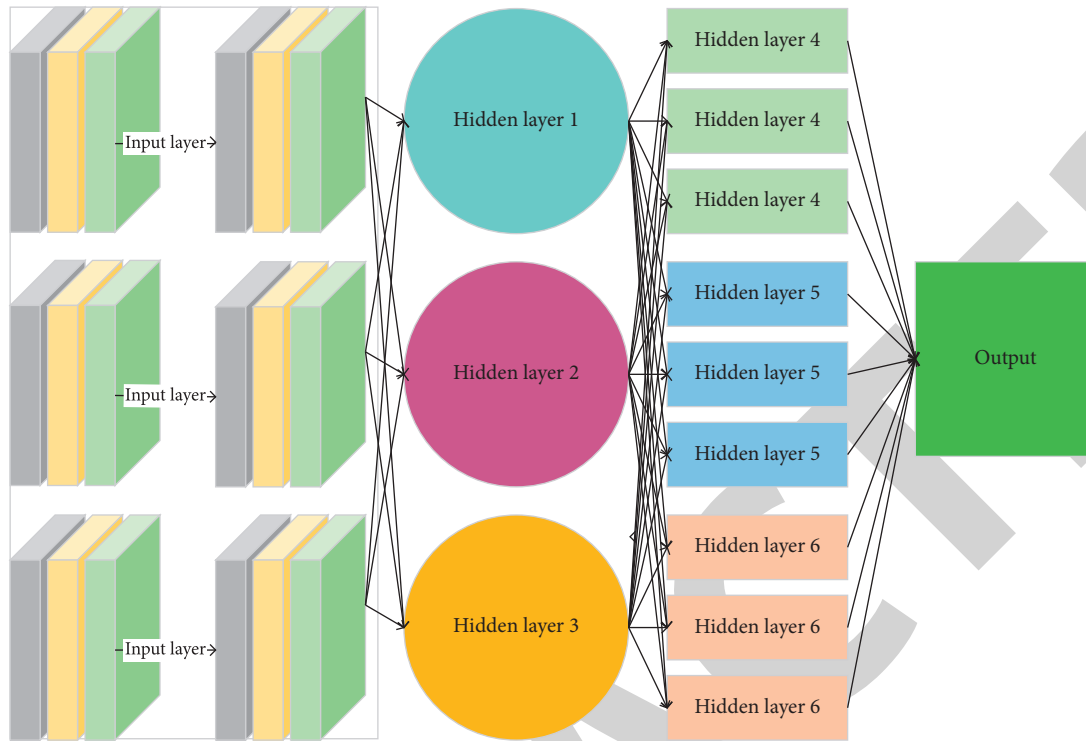 Input layer
Input layer
Input layer
Hidden layer 1
Hidden layer 2
Hidden layer 3
Hidden layer 4
Hidden layer 4
Hidden layer 4
Hidden layer 5
Hidden layer 5
Hidden layer 5
Hidden layer 6
Hidden layer 6
Hidden layer 6
Output